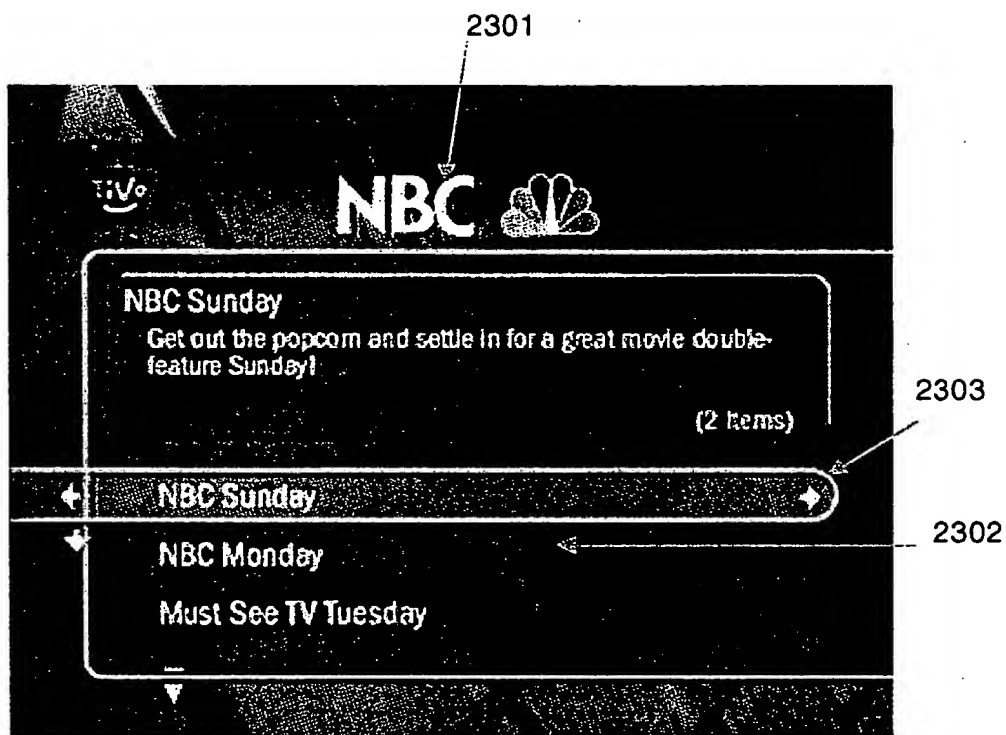 2301
TiVo
NBC
NBC Sunday
Get out the popcorn and settle in for a great movie double-
feature Sunday!
(2 items)
2303
NBC Sunday
2302
NBC Monday
Must See TV Tuesday